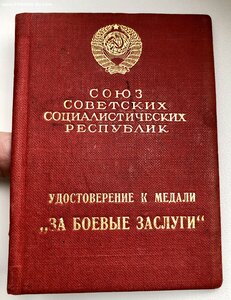 СОЮЗ
СОВЕТСКИХ
СОЦИАЛИСТИЧЕСКИХ
РЕСПУБЛИК
УДОСТОВЕРЕНИЕ К МЕДАЛИ
„ЗА БОЕВЫЕ ЗАСЛУГИ"